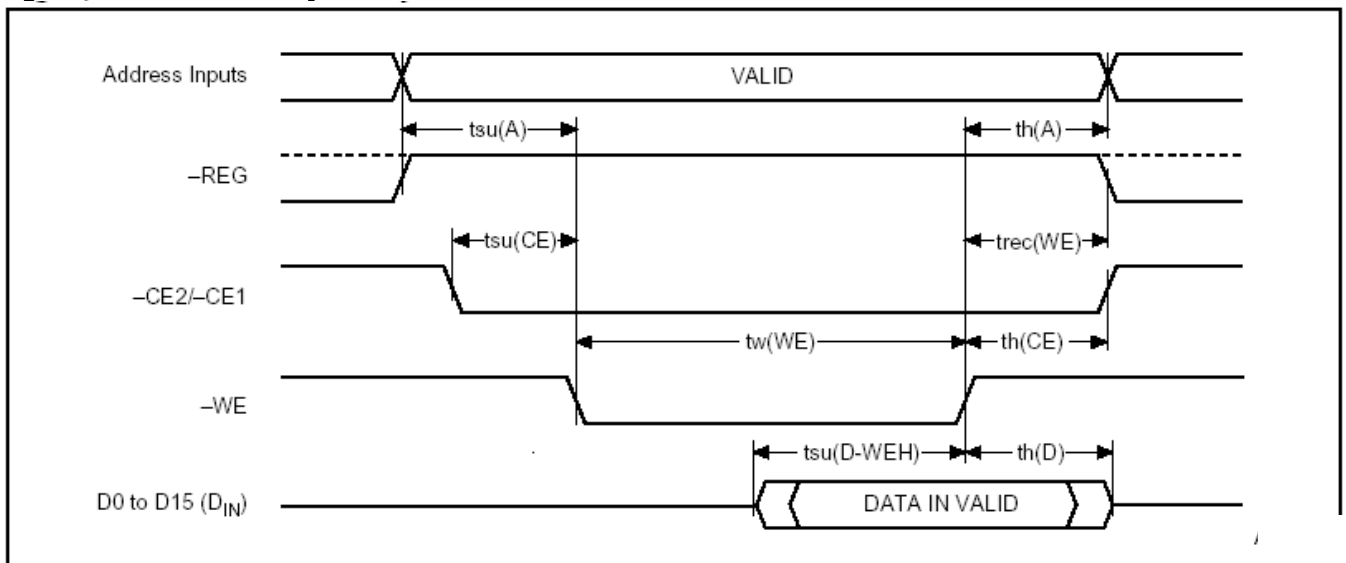 Address Inputs
VALID
tsu(A)
th(A)
–REG
tsu(CE)
trec(WE)
–CE2/–CE1
tw(WE)
th(CE)
–WE
tsu(D-WEH)
th(D)
D0 to D15 (DIN)
DATA IN VALID